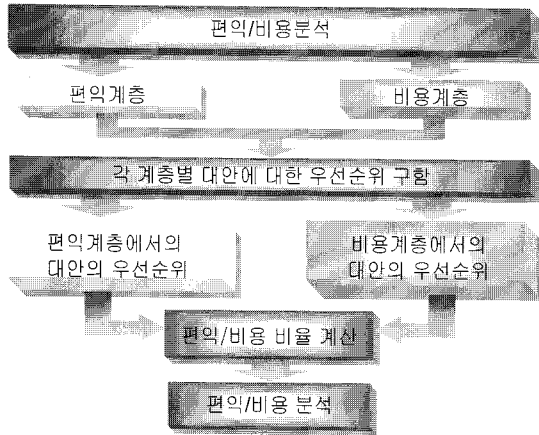 편익/비용분석
편익계층
비용계층
각 계층별 대안에 대한 우선순위 구함
편익계층에서의
대안의 우선순위
비용계층에서의
대안의 우선순위
편익/비용 비율 계산
편익/비용 분석